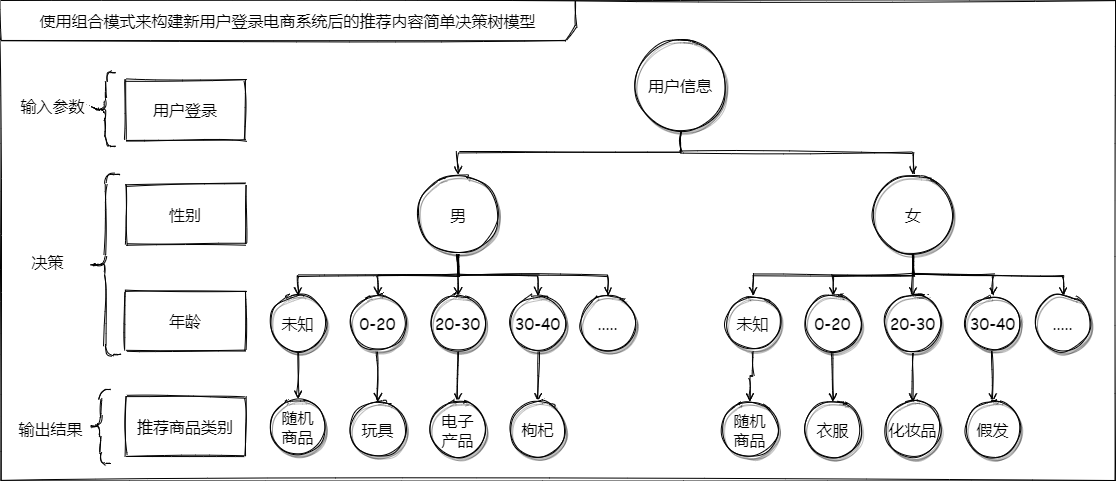 使用组合模式来构建新用户登录电商系统后的推荐内容简单决策树模型
用户信息
输入参数
用户登录
性别
男
女
决策
年龄
未知
0-20
20-30
30-40
.....
未知
0-20
20-30
30-40
.....
输出结果
推荐商品类别
随机
商品
玩具
电子
产品
枸杞
随机
商品
衣服
化妆品
假发